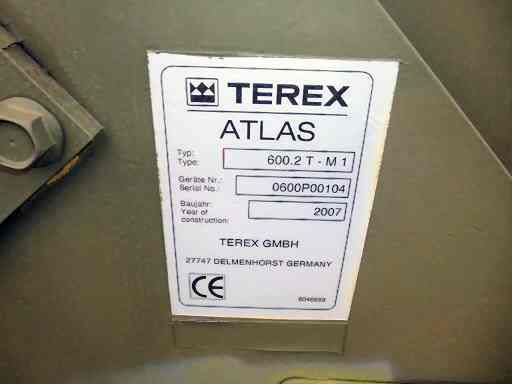 TEREX
ATLAS
Typ:
Type: 600.2 T - M 1
Geräte Nr.:
Serial No.: 0600P00104
Baujahr:
Year of
construction: 2007
TEREX GMBH
27747 DELMENHORST GERMANY
CE